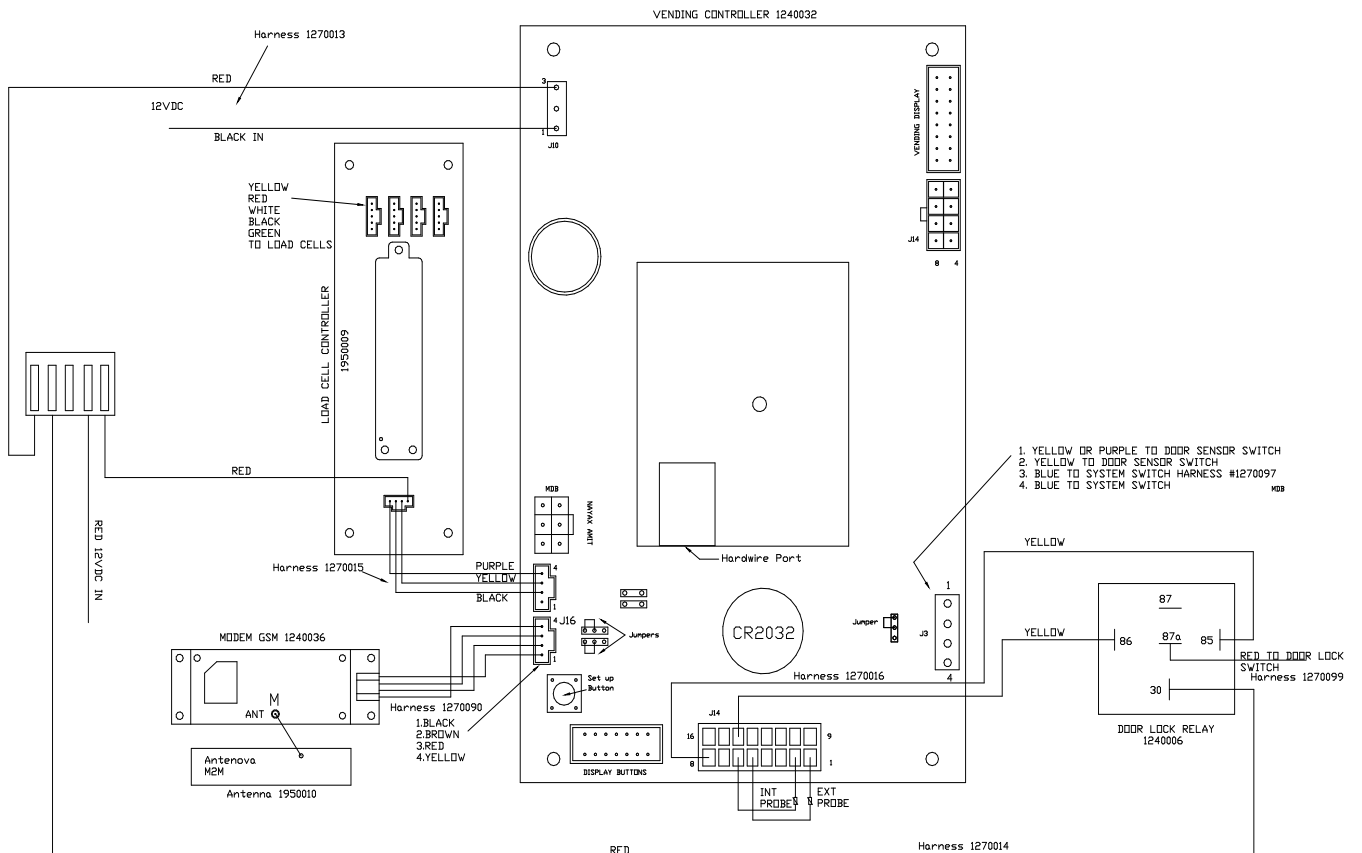 VENDING CONTROLLER 1240032
Harness 1270013
RED
12VDC
BLACK IN
3
1
J10
VENDING DISPLAY
J14
8 4
YELLOW
RED
WHITE
BLACK
GREEN
TO LOAD CELLS
LOAD CELL CONTROLLER
1950009
RED
RED 12VDC IN
MDB
NAYAX AMIT
Hardwire Port
1. YELLOW OR PURPLE TO DOOR SENSOR SWITCH
2. YELLOW TO DOOR SENSOR SWITCH
3. BLUE TO SYSTEM SWITCH HARNESS #1270097
4. BLUE TO SYSTEM SWITCH
MDB
Harness 1270015
PURPLE
YELLOW
BLACK
4
1
J16
4
1
Jumpers
CR2032
Jumper
1
J3
4
YELLOW
YELLOW
87
86
87a
85
30
RED TO DOOR LOCK
SWITCH
Harness 1270099
DOOR LOCK RELAY
1240006
MODEM GSM 1240036
M
ANT
Harness 1270090
1.BLACK
2.BROWN
3.RED
4.YELLOW
Antenova
M2M
Antenna 1950010
Set up
Button
DISPLAY BUTTONS
Harness 1270016
J14
16
9
8
1
INT
PROBE
EXT
PROBE
RED
Harness 1270014